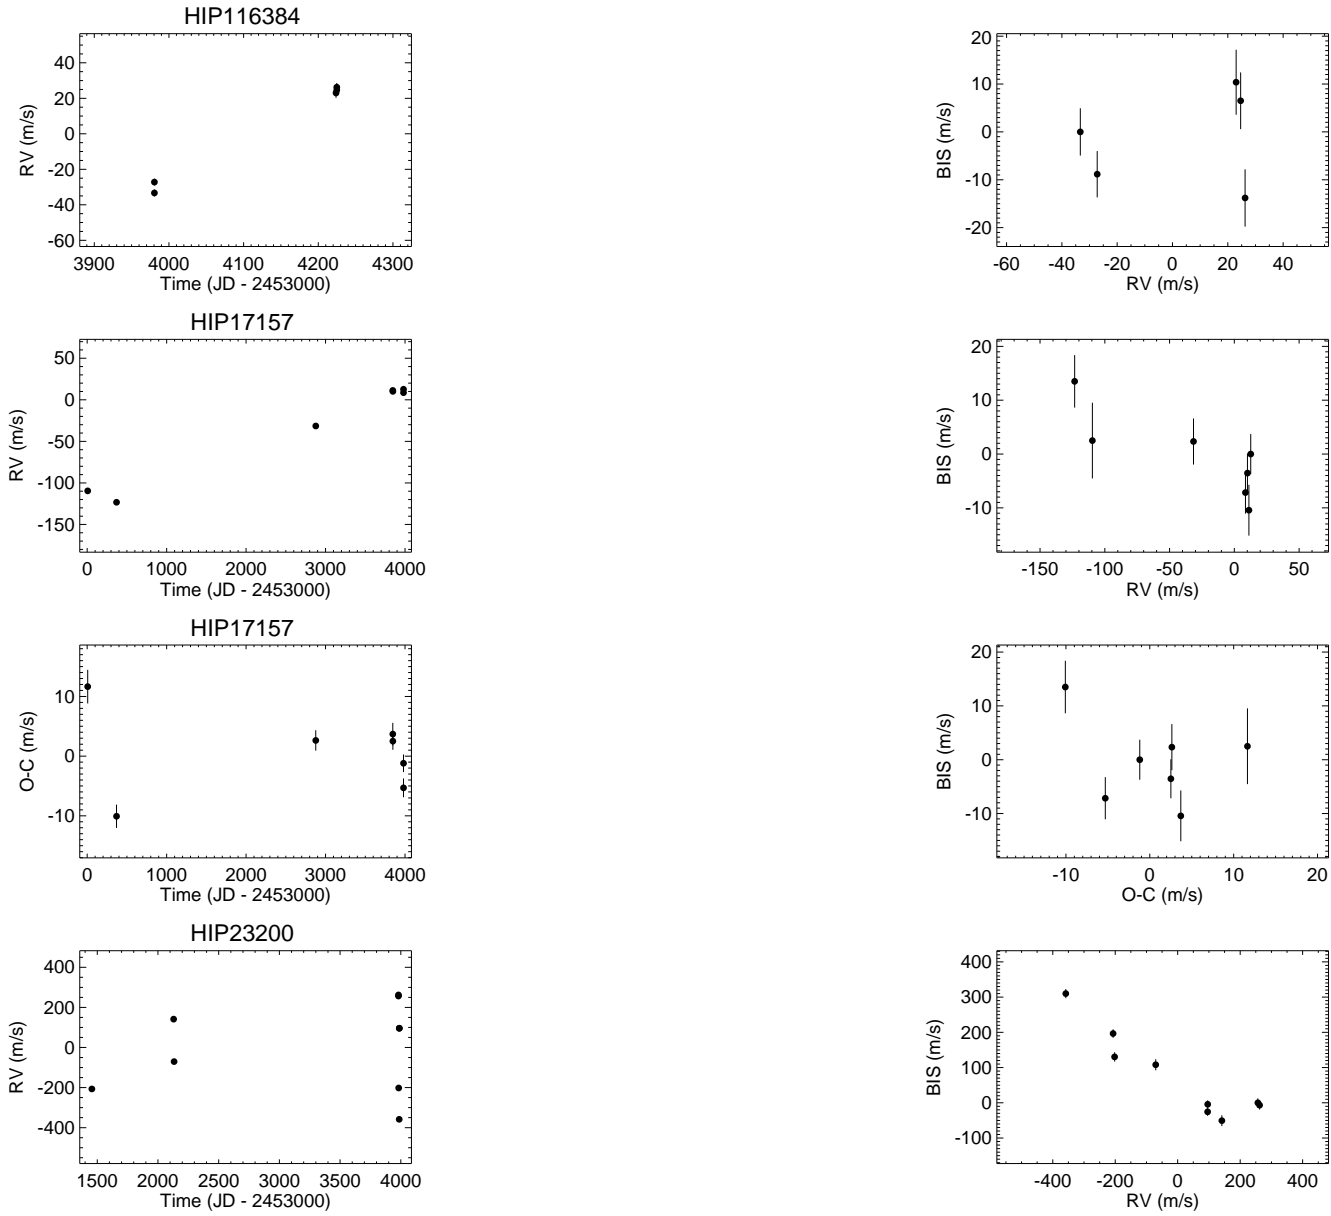 HIP116384
RV (m/s)
40
20
0
-20
-40
-60
3900 4000 4100 4200 4300
Time (JD - 2453000)
BIS (m/s)
20
10
0
-10
-20
-60 -40 -20 0 20 40
RV (m/s)
HIP17157
RV (m/s)
50
0
-50
-100
-150
0 1000 2000 3000 4000
Time (JD - 2453000)
BIS (m/s)
20
10
0
-10
-150 -100 -50 0 50
RV (m/s)
HIP17157
O-C (m/s)
10
0
-10
0 1000 2000 3000 4000
Time (JD - 2453000)
BIS (m/s)
20
10
0
-10
-10 0 10 20
O-C (m/s)
HIP23200
RV (m/s)
400
200
0
-200
-400
1500 2000 2500 3000 3500 4000
Time (JD - 2453000)
BIS (m/s)
400
300
200
100
0
-100
-400 -200 0 200 400
RV (m/s)